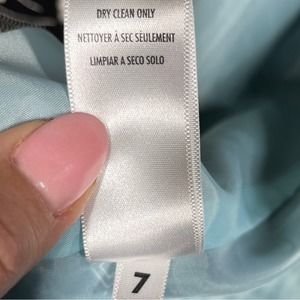 DRY CLEAN ONLY
NETTOYER À SEC SEULEMENT
LIMPIAR A SECO SOLO
7